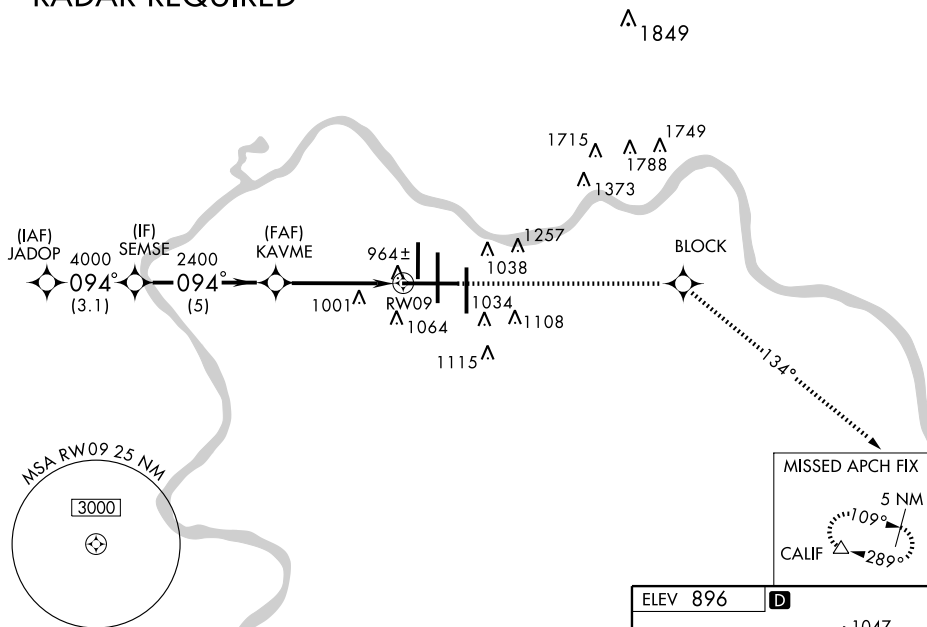 RADAR REQUIRED
1849
1715
1788
1749
1373
(IAF)
JADOP
4000
094°
(3.1)
(IF)
SEMSE
2400
094°
(5)
(FAF)
KAVME
964±
1257
1038
BLOCK
1001
RW09
1034
1064
1108
1115
134°
MSA RW09 25 NM
3000
MISSED APCH FIX
5 NM
109°
CALIF
289°
ELEV 896 D
1047